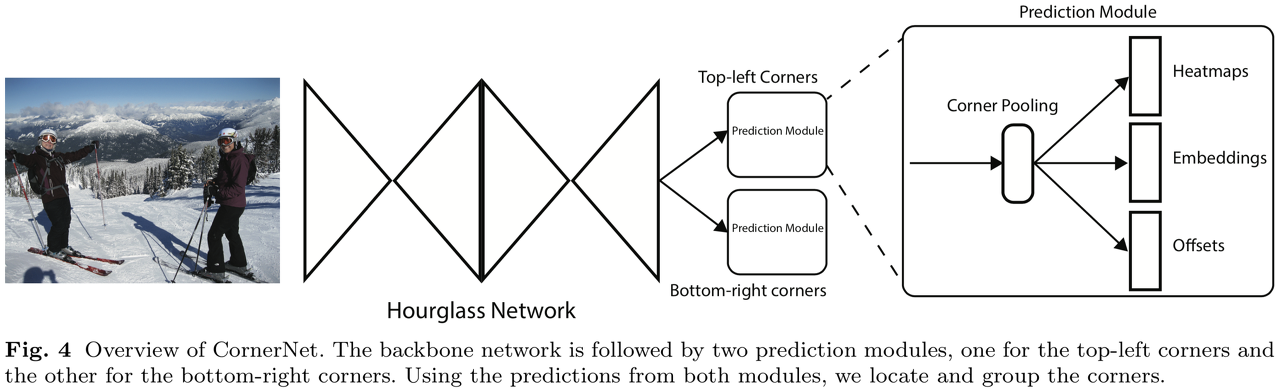 Prediction Module
Top-left Corners
Heatmaps
Corner Pooling
Prediction Module
Embeddings
Prediction Module
Offsets
Bottom-right corners
Hourglass Network
Fig. 4 Overview of CornerNet. The backbone network is followed by two prediction modules, one for the top-left corners and
the other for the bottom-right corners. Using the predictions from both modules, we locate and group the corners.